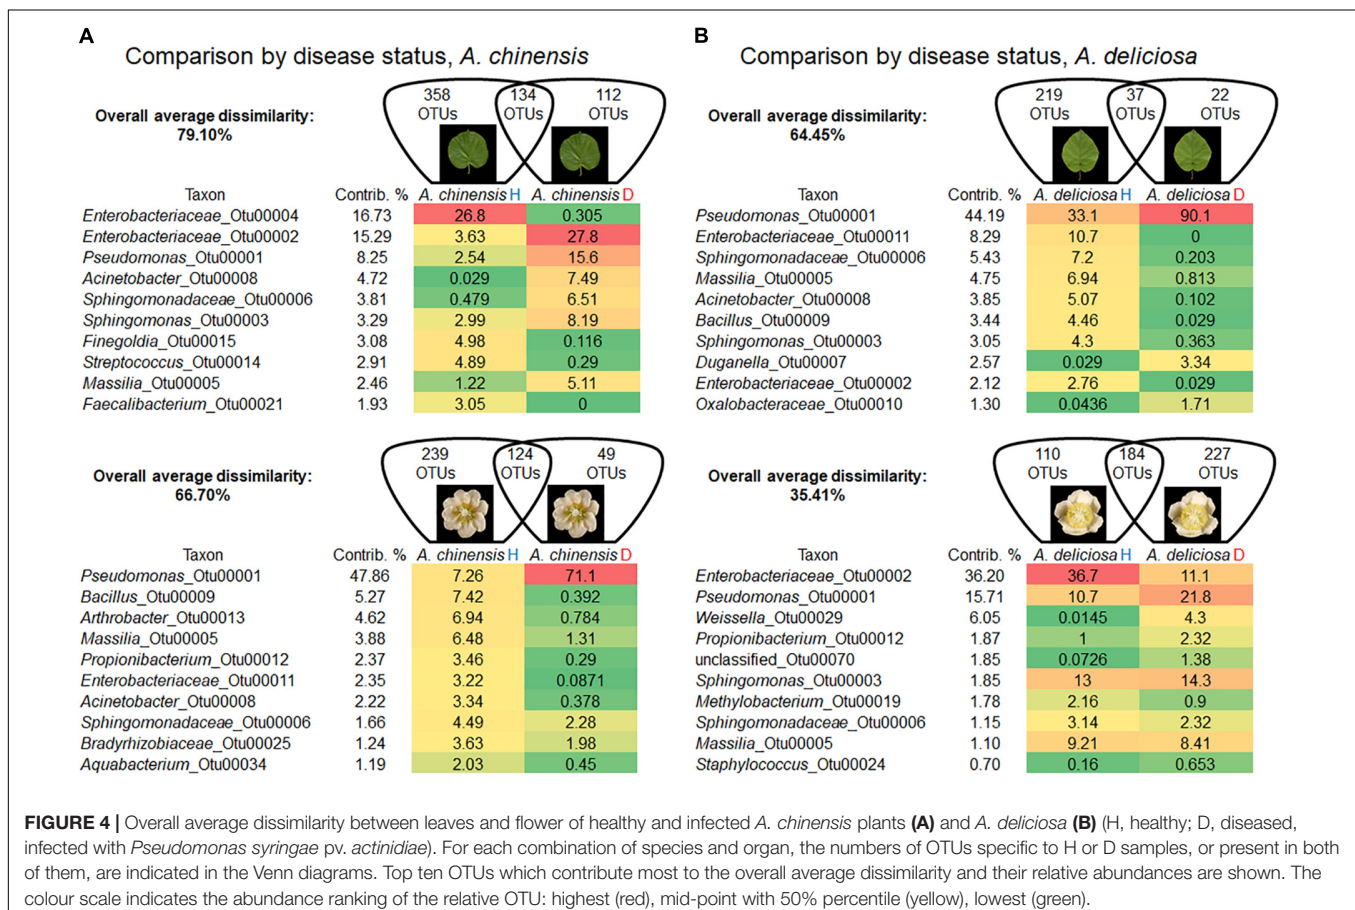 A
Comparison by disease status, A. chinensis
Overall average dissimilarity:
79.10%
358 OTUs 134 OTUs 112 OTUs
Taxon Contrib. % A. chinensis H A. chinensis D
Enterobacteriaceae_Otu00004 16.73 26.8 0.305
Enterobacteriaceae_Otu00002 15.29 3.63 27.8
Pseudomonas_Otu00001 8.25 2.54 15.6
Acinetobacter_Otu00008 4.72 0.029 7.49
Sphingomonadaceae_Otu00006 3.81 0.479 6.51
Sphingomonas_Otu00003 3.29 2.99 8.19
Finegoldia_Otu00015 3.08 4.98 0.116
Streptococcus_Otu00014 2.91 4.89 0.29
Massilia_Otu00005 2.46 1.22 5.11
Faecalibacterium_Otu00021 1.93 3.05 0
Overall average dissimilarity:
66.70%
239 OTUs 124 OTUs 49 OTUs
Taxon Contrib. % A. chinensis H A. chinensis D
Pseudomonas_Otu00001 47.86 7.26 71.1
Bacillus_Otu00009 5.27 7.42 0.392
Arthrobacter_Otu00013 4.62 6.94 0.784
Massilia_Otu00005 3.88 6.48 1.31
Propionibacterium_Otu00012 2.37 3.46 0.29
Enterobacteriaceae_Otu00011 2.35 3.22 0.0871
Acinetobacter_Otu00008 2.22 3.34 0.378
Sphingomonadaceae_Otu00006 1.66 4.49 2.28
Bradyrhizobiaceae_Otu00025 1.24 3.63 1.98
Aquabacterium_Otu00034 1.19 2.03 0.45
B
Comparison by disease status, A. deliciosa
Overall average dissimilarity:
64.45%
219 OTUs 37 OTUs 22 OTUs
Taxon Contrib. % A. deliciosa H A. deliciosa D
Pseudomonas_Otu00001 44.19 33.1 90.1
Enterobacteriaceae_Otu00011 8.29 10.7 0
Sphingomonadaceae_Otu00006 5.43 7.2 0.203
Massilia_Otu00005 4.75 6.94 0.813
Acinetobacter_Otu00008 3.85 5.07 0.102
Bacillus_Otu00009 3.44 4.46 0.029
Sphingomonas_Otu00003 3.05 4.3 0.363
Duganella_Otu00007 2.57 0.029 3.34
Enterobacteriaceae_Otu00002 2.12 2.76 0.029
Oxalobacteraceae_Otu00010 1.30 0.0436 1.71
Overall average dissimilarity:
35.41%
110 OTUs 184 OTUs 227 OTUs
Taxon Contrib. % A. deliciosa H A. deliciosa D
Enterobacteriaceae_Otu00002 36.20 36.7 11.1
Pseudomonas_Otu00001 15.71 10.7 21.8
Weissella_Otu00029 6.05 0.0145 4.3
Propionibacterium_Otu00012 1.87 1 2.32
unclassified_Otu00070 1.85 0.0726 1.38
Sphingomonas_Otu00003 1.85 13 14.3
Methylobacterium_Otu00019 1.78 2.16 0.9
Sphingomonadaceae_Otu00006 1.15 3.14 2.32
Massilia_Otu00005 1.10 9.21 8.41
Staphylococcus_Otu00024 0.70 0.16 0.653
FIGURE 4 | Overall average dissimilarity between leaves and flower of healthy and infected A. chinensis plants (A) and A. deliciosa (B) (H, healthy; D, diseased,
infected with Pseudomonas syringae pv. actinidiae). For each combination of species and organ, the numbers of OTUs specific to H or D samples, or present in both
of them, are indicated in the Venn diagrams. Top ten OTUs which contribute most to the overall average dissimilarity and their relative abundances are shown. The
colour scale indicates the abundance ranking of the relative OTU: highest (red), mid-point with 50% percentile (yellow), lowest (green).